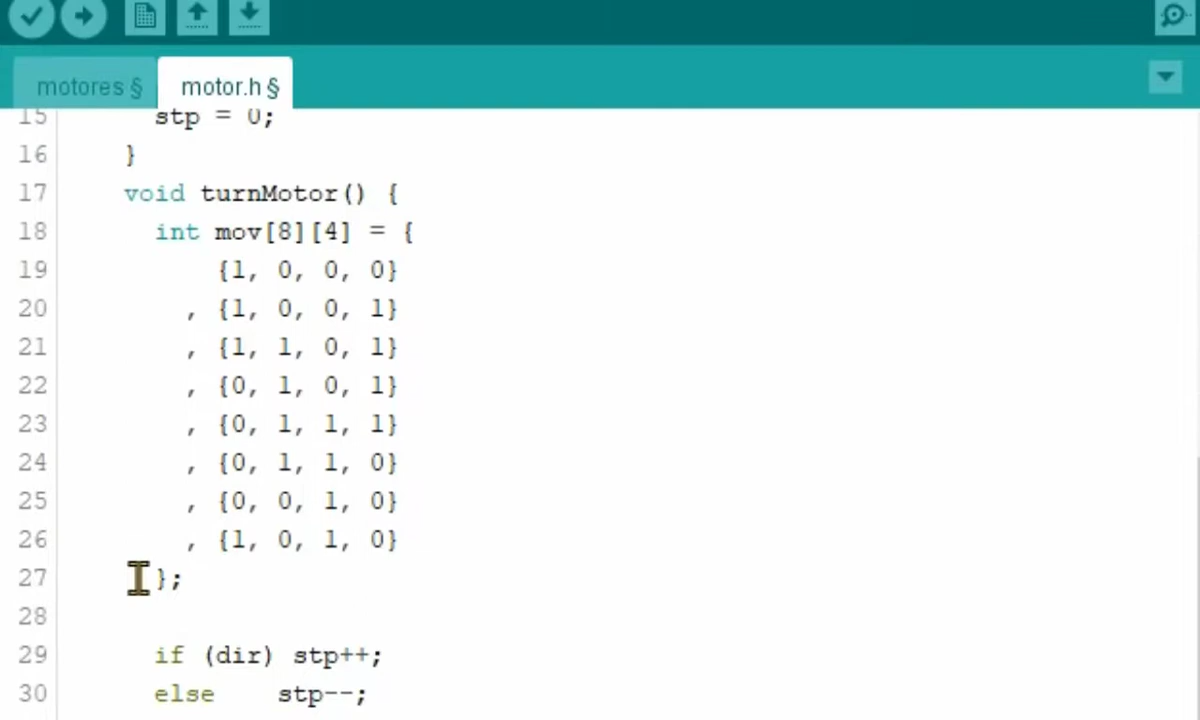 motores §
motor.h §
15 stp = 0;
16 }
17 void turnMotor() {
18 int mov[8][4] = {
19 {1, 0, 0, 0}
20 , {1, 0, 0, 1}
21 , {1, 1, 0, 1}
22 , {0, 1, 0, 1}
23 , {0, 1, 1, 1}
24 , {0, 1, 1, 0}
25 , {0, 0, 1, 0}
26 , {1, 0, 1, 0}
27 };
28
29 if (dir) stp++;
30 else stp--;